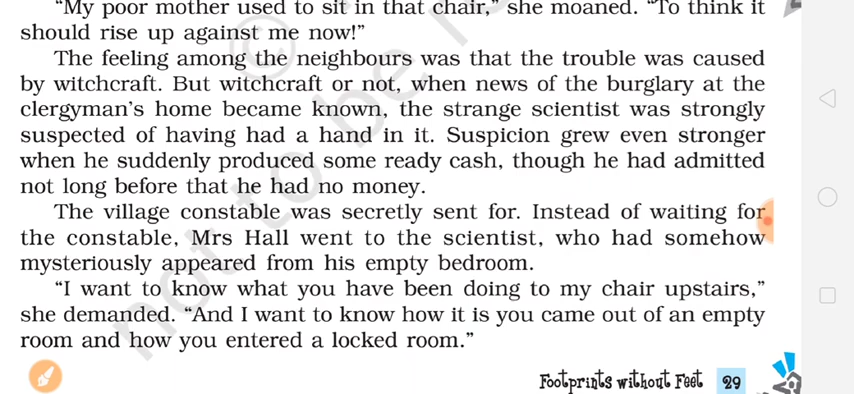 “My poor mother used to sit in that chair,” she moaned. “To think it
should rise up against me now!”
The feeling among the neighbours was that the trouble was caused
by witchcraft. But witchcraft or not, when news of the burglary at the
clergyman’s home became known, the strange scientist was strongly
suspected of having had a hand in it. Suspicion grew even stronger
when he suddenly produced some ready cash, though he had admitted
not long before that he had no money.
The village constable was secretly sent for. Instead of waiting for
the constable, Mrs Hall went to the scientist, who had somehow
mysteriously appeared from his empty bedroom.
“I want to know what you have been doing to my chair upstairs,”
she demanded. “And I want to know how it is you came out of an empty
room and how you entered a locked room.”
Footprints without Feet 29
©
not to be r